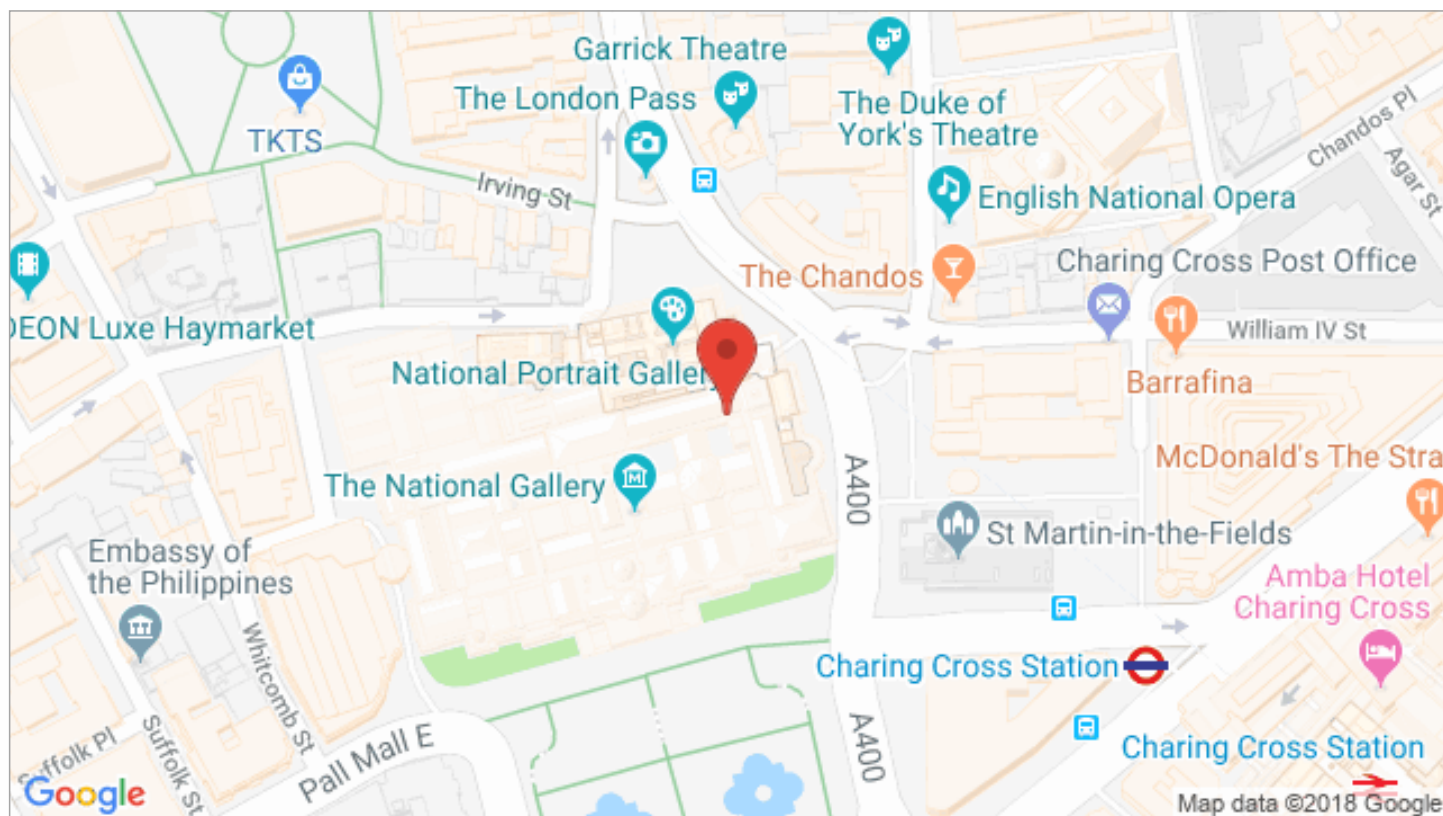 Garrick Theatre
The London Pass
TKTS
The Duke of
York's Theatre
Chandos Pl
Agar St
Irving St
English National Opera
The Chandos
Charing Cross Post Office
DEON Luxe Haymarket
William IV St
National Portrait Gallery
Barrafina
McDonald's The Stra
A400
The National Gallery
M
St Martin-in-the-Fields
Embassy of
the Philippines
Amba Hotel
Charing Cross
Whitcomb St
Charing Cross Station
Suffolk Pl
Suffolk St
Pall Mall E
A400
Charing Cross Station
Google
Map data ©2018 Google